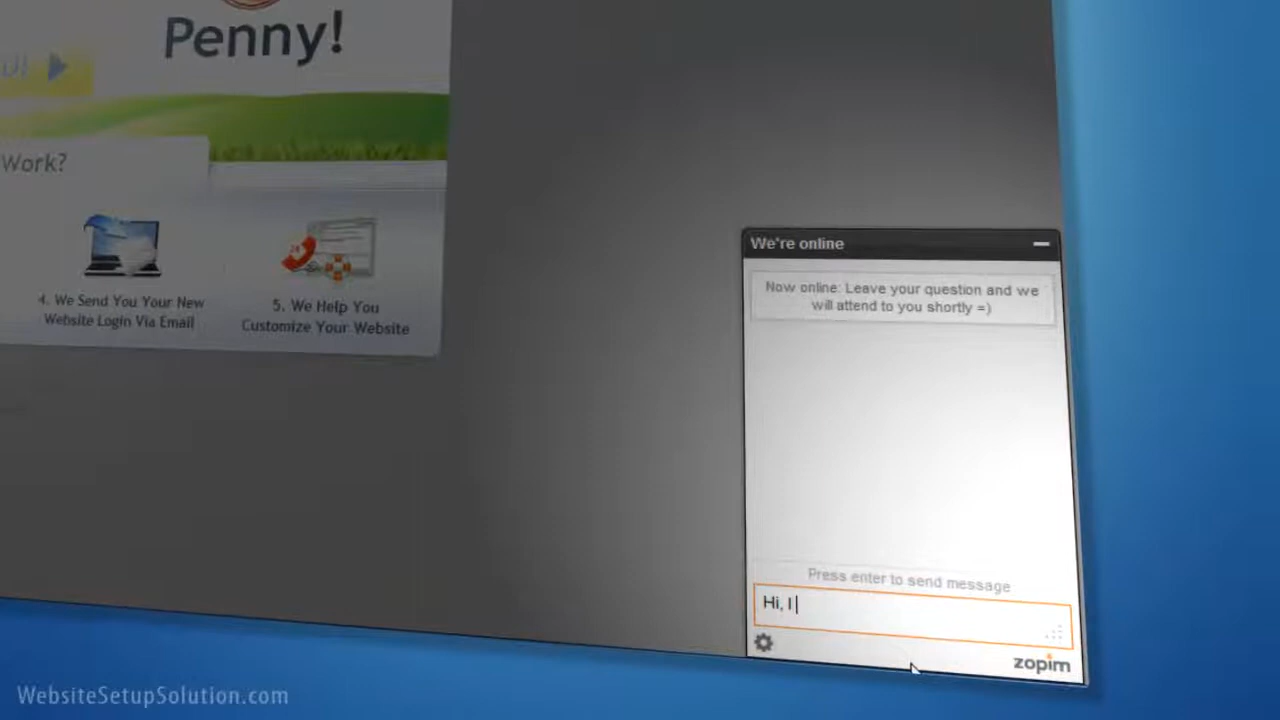 Penny!
Work?
4. We Send You Your New
Website Login Via Email
5. We Help You
Customize Your Website
We're online
Now online: Leave your question and we
will attend to you shortly =)
Press enter to send message
Hi, I
zopim
WebsiteSetupSolution.com